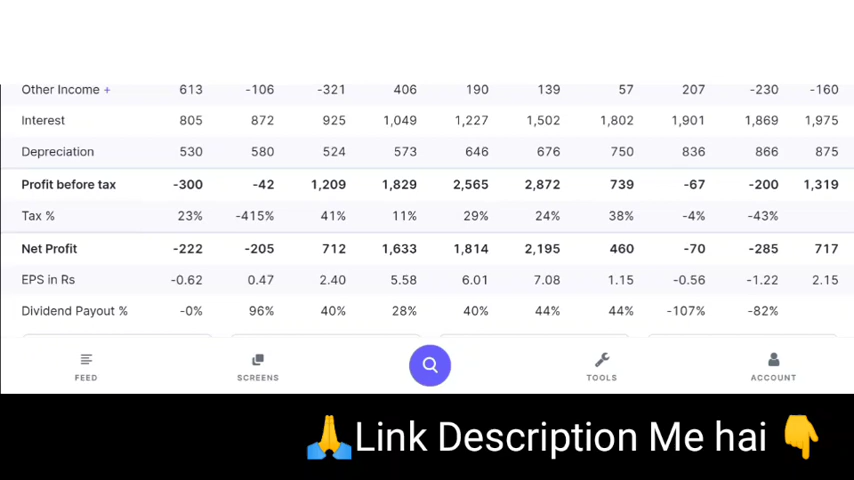 Other Income + 613 -106 -321 406 190 139 57 207 -230 -160
Interest 805 872 925 1,049 1,227 1,502 1,802 1,901 1,869 1,975
Depreciation 530 580 524 573 646 676 750 836 866 875
Profit before tax -300 -42 1,209 1,829 2,565 2,872 739 -67 -200 1,319
Tax % 23% -415% 41% 11% 29% 24% 38% -4% -43%
Net Profit -222 -205 712 1,633 1,814 2,195 460 -70 -285 717
EPS in Rs -0.62 0.47 2.40 5.58 6.01 7.08 1.15 -0.56 -1.22 2.15
Dividend Payout % -0% 96% 40% 28% 40% 44% 44% -107% -82%
FEED SCREENS TOOLS ACCOUNT
🙏Link Description Me hai 👇